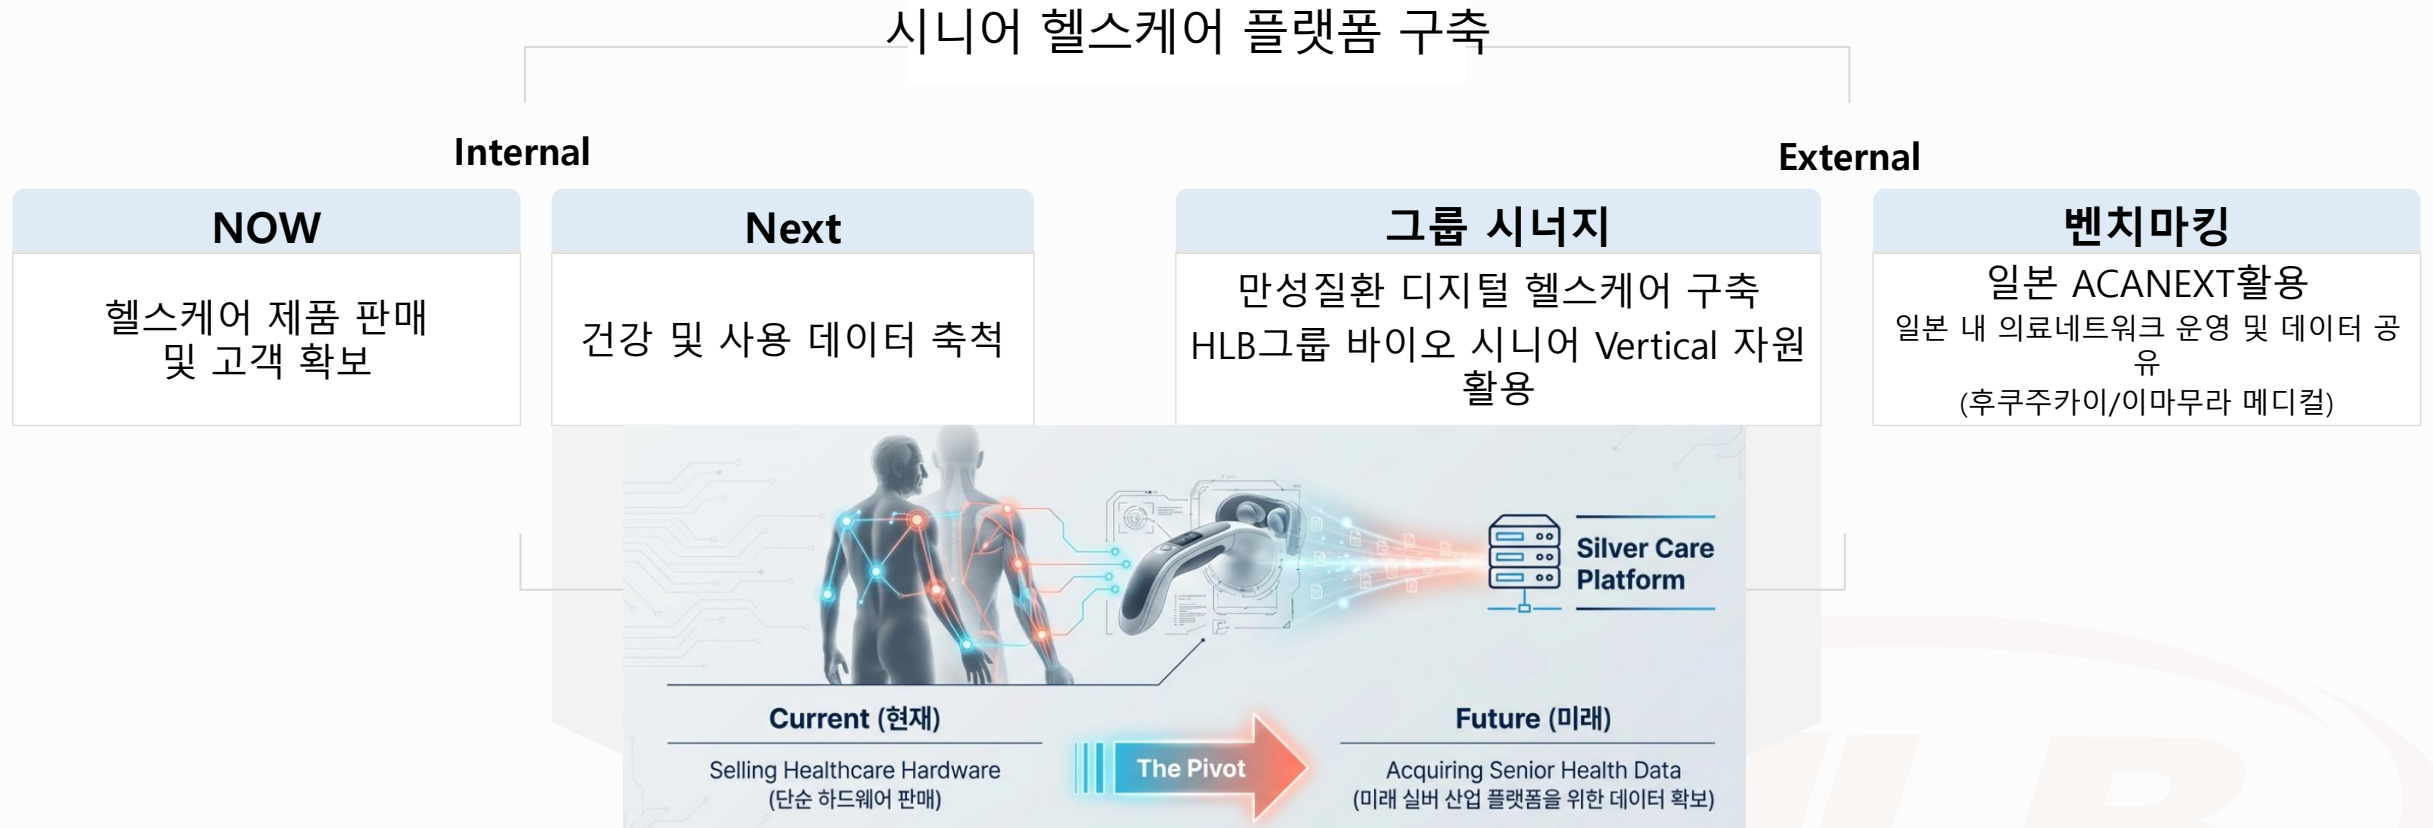 시니어 헬스케어 플랫폼 구축
Internal
External
NOW
헬스케어 제품 판매
및 고객 확보
Next
건강 및 사용 데이터 축척
그룹 시너지
만성질환 디지털 헬스케어 구축
HLB그룹 바이오 시니어 Vertical 자원
활용
벤치마킹
일본 ACANEXT활용
일본 내 의료네트워크 운영 및 데이터 공
유
(후쿠주카이/이마무라 메디컬)
Silver Care
Platform
Current (현재)
Selling Healthcare Hardware
(단순 하드웨어 판매)
The Pivot
Future (미래)
Acquiring Senior Health Data
(미래 실버 산업 플랫폼을 위한 데이터 확보)